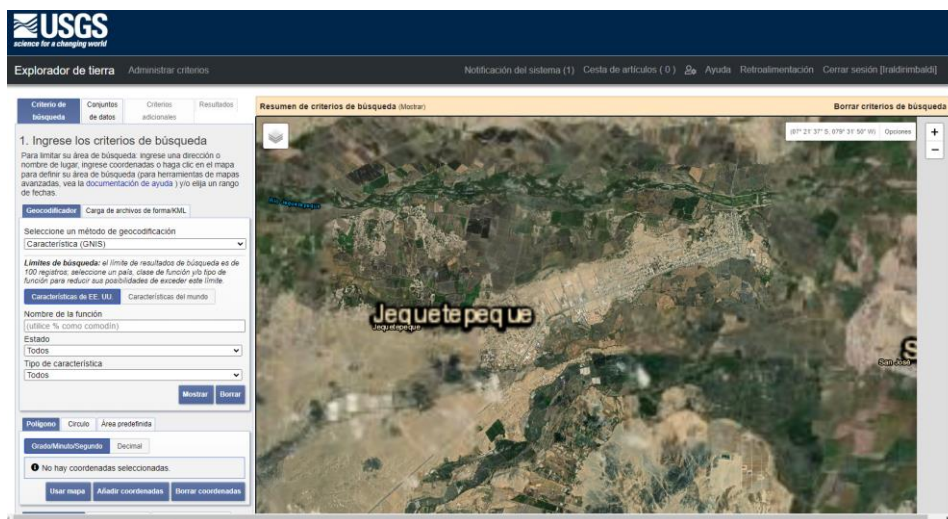 USGS
science for a changing world
Explorador de tierra Administrar criterios Notificación del sistema (1) Cesta de artículos ( 0 ) Ayuda Retroalimentación Cerrar sesión [lraldirimbaldi]
Criterio de búsqueda Conjuntos de datos Criterios adicionales Resultados
Resumen de criterios de búsqueda (Mostrar) Borrar criterios de búsqueda
1. Ingrese los criterios de búsqueda
Para limitar su área de búsqueda: ingrese una dirección o
nombre de lugar, ingrese coordenadas o haga clic en el mapa
para definir su área de búsqueda (para herramientas de mapas
avanzadas, vea la documentación de ayuda ) y/o elija un rango
de fechas.
Geocodificador Carga de archivos de forma/KML
Seleccione un método de geocodificación
Característica (GNIS)
Límites de búsqueda: el límite de resultados de búsqueda es de
100 registros; seleccione un país, clase de función y/o tipo de
función para reducir sus posibilidades de exceder este límite.
Características de EE. UU. Características del mundo
Nombre de la función
(utilice % como comodín)
Estado
Todos
Tipo de característica
Todos
Mostrar Borrar
Polígono Circulo Área predefinida
Grado/Minuto/Segundo Decimal
No hay coordenadas seleccionadas.
Usar mapa Añadir coordenadas Borrar coordenadas
(07° 21' 37" S, 079° 31' 50" W) Opciones
+
−
Río Jequetepeque
Jequetepeque
Jequetepeque
S
San José